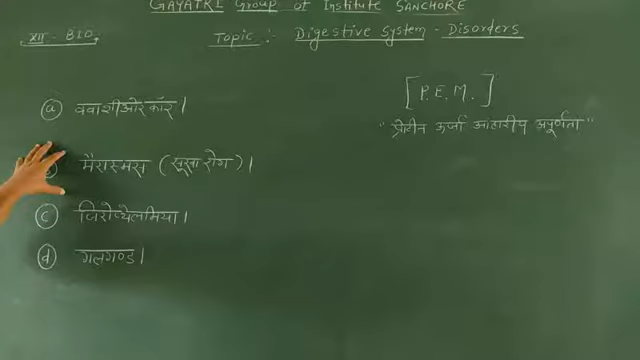 GAYATRI Group of Institute SANCHORE
XII - BIO. Topic :- Digestive System - Disorders
[P. E. M.]
"प्रोटीन ऊर्जा आहारीय अपूर्णता"
(a) क्वाशीओरकॉर।
मैरास्मस (सूखा रोग)।
(c) जिरोप्थैलमिया।
(d) गलगण्ड।